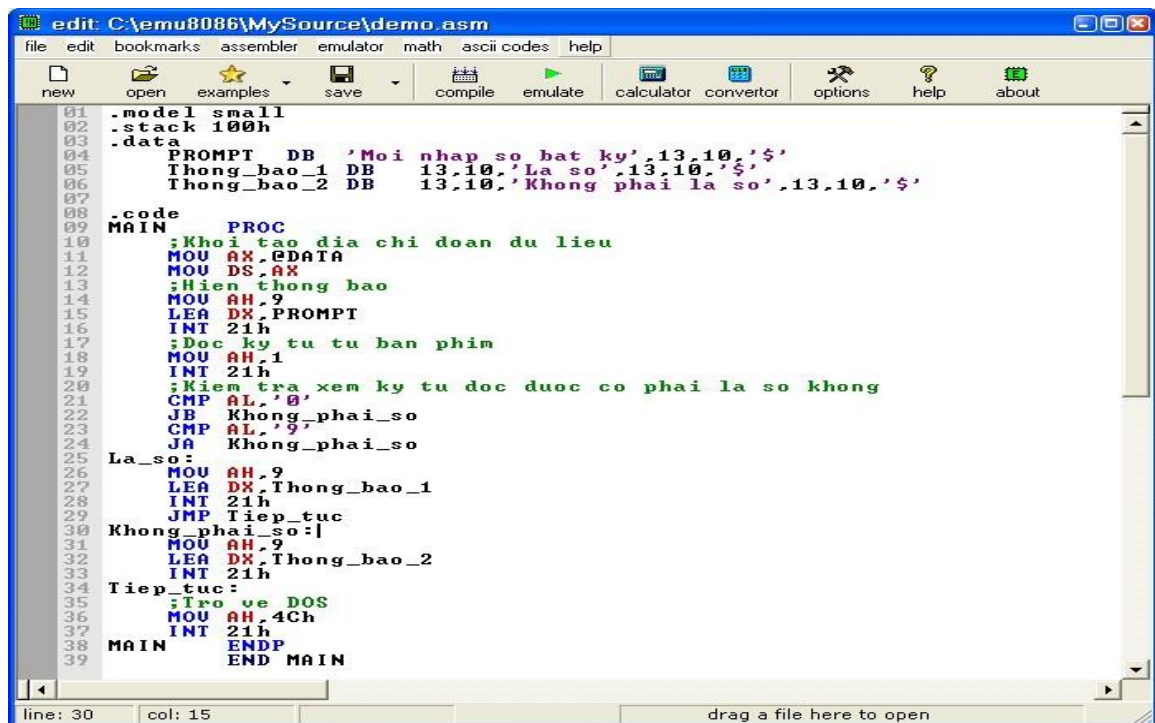 edit: C:\emu8086\MySource\demo.asm
file edit bookmarks assembler emulator math ascii codes help
new open examples save compile emulate calculator convertor options help about
01 .model small
02 .stack 100h
03 .data
04 PROMPT DB 'Moi nhap so bat ky',13,10,'$'
05 Thong_bao_1 DB 13,10,'La so',13,10,'$'
06 Thong_bao_2 DB 13,10,'Khong phai la so',13,10,'$'
07
08 .code
09 MAIN PROC
10 ;Khoi tao dia chi doan du lieu
11 MOV AX,@DATA
12 MOV DS,AX
13 ;Hien thong bao
14 MOV AH,9
15 LEA DX,PROMPT
16 INT 21h
17 ;Doc ky tu tu ban phim
18 MOV AH,1
19 INT 21h
20 ;Kiem tra xem ky tu doc duoc co phai la so khong
21 CMP AL,'0'
22 JB Khong_phai_so
23 CMP AL,'9'
24 JA Khong_phai_so
25 La_so:
26 MOV AH,9
27 LEA DX,Thong_bao_1
28 INT 21h
29 JMP Tiep_tuc
30 Khong_phai_so:
31 MOV AH,9
32 LEA DX,Thong_bao_2
33 INT 21h
34 Tiep_tuc:
35 ;Tro ve DOS
36 MOV AH,4Ch
37 INT 21h
38 MAIN ENDP
39 END MAIN
line: 30 col: 15 drag a file here to open